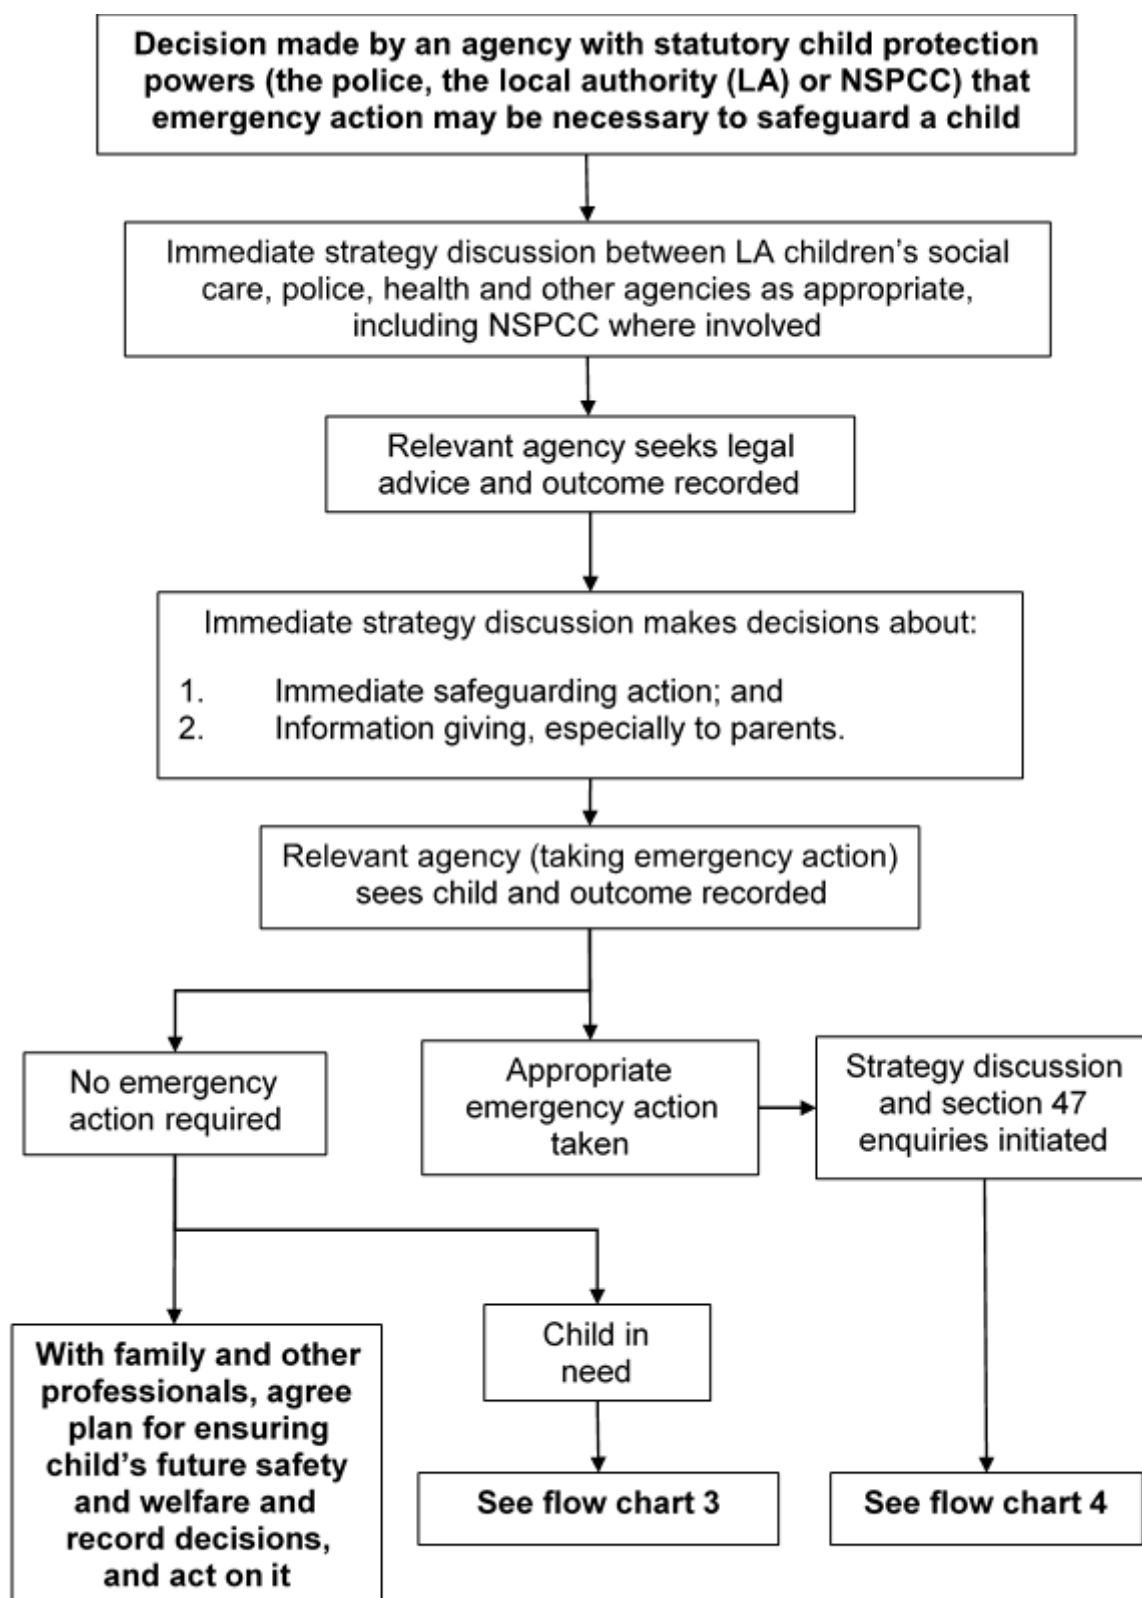 Decision made by an agency with statutory child protection
powers (the police, the local authority (LA) or NSPCC) that
emergency action may be necessary to safeguard a child
Immediate strategy discussion between LA children’s social
care, police, health and other agencies as appropriate,
including NSPCC where involved
Relevant agency seeks legal
advice and outcome recorded
Immediate strategy discussion makes decisions about:
1. Immediate safeguarding action; and
2. Information giving, especially to parents.
Relevant agency (taking emergency action)
sees child and outcome recorded
No emergency
action required
Appropriate
emergency action
taken
Strategy discussion
and section 47
enquiries initiated
With family and other
professionals, agree
plan for ensuring
child’s future safety
and welfare and
record decisions,
and act on it
Child in
need
See flow chart 3
See flow chart 4